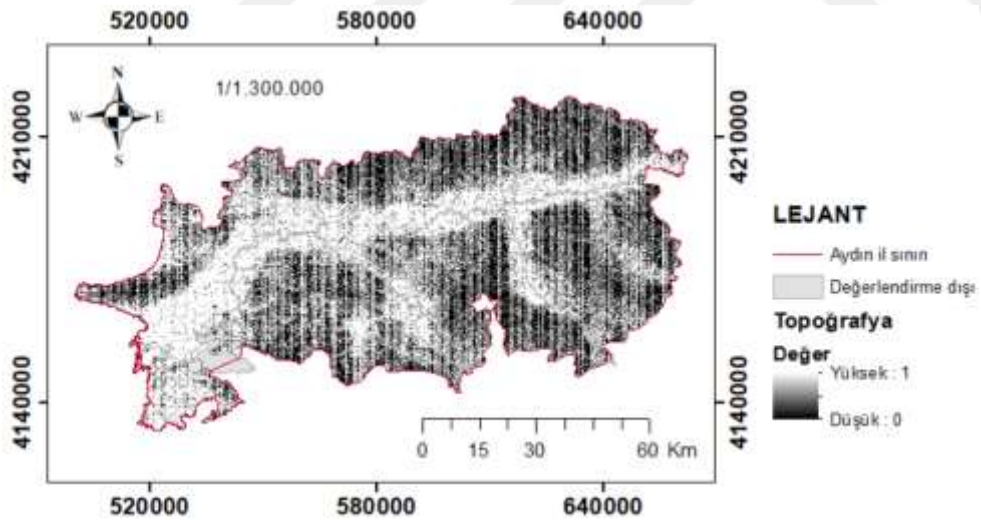 520000 580000 640000
N
W E
S
1/1.300.000
4210000 4210000
4140000 4140000
LEJANT
Aydın il sınırı
Değerlendirme dışı
Topoğrafya
Değer
Yüksek : 1
Düşük : 0
0 15 30 60 Km
520000 580000 640000